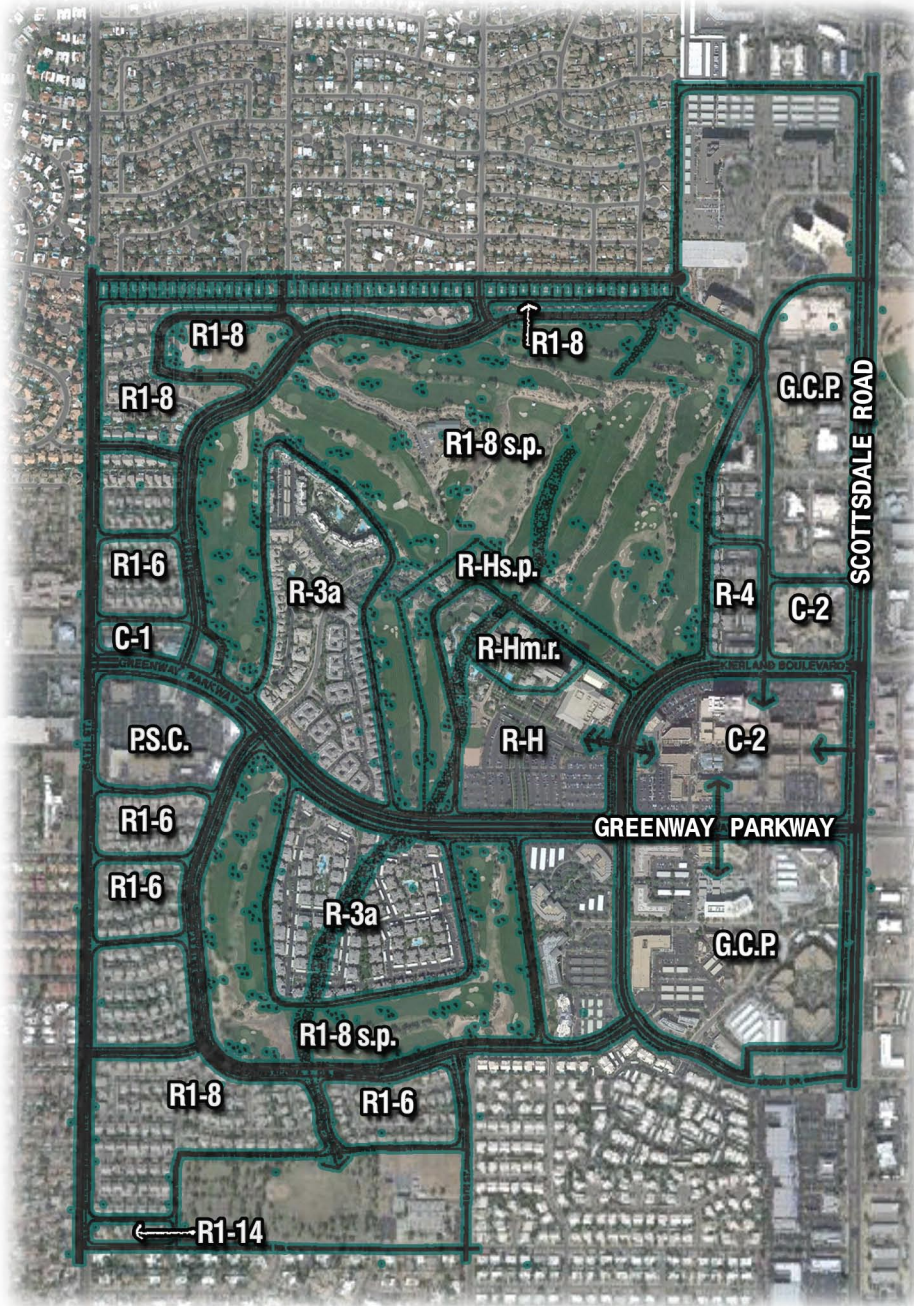 R1-8
R1-8
G.C.P.
R1-8
SCOTTSDALE ROAD
R1-8 s.p.
R1-6
R-Hs.p.
R-3a
R-4
C-2
C-1
R-Hm.r.
GREENWAY PARKWAY
KIERLAND BOULEVARD
P.S.C.
R-H
C-2
R1-6
GREENWAY PARKWAY
R1-6
R-3a
G.C.P.
R1-8 s.p.
R1-8
R1-6
R1-14